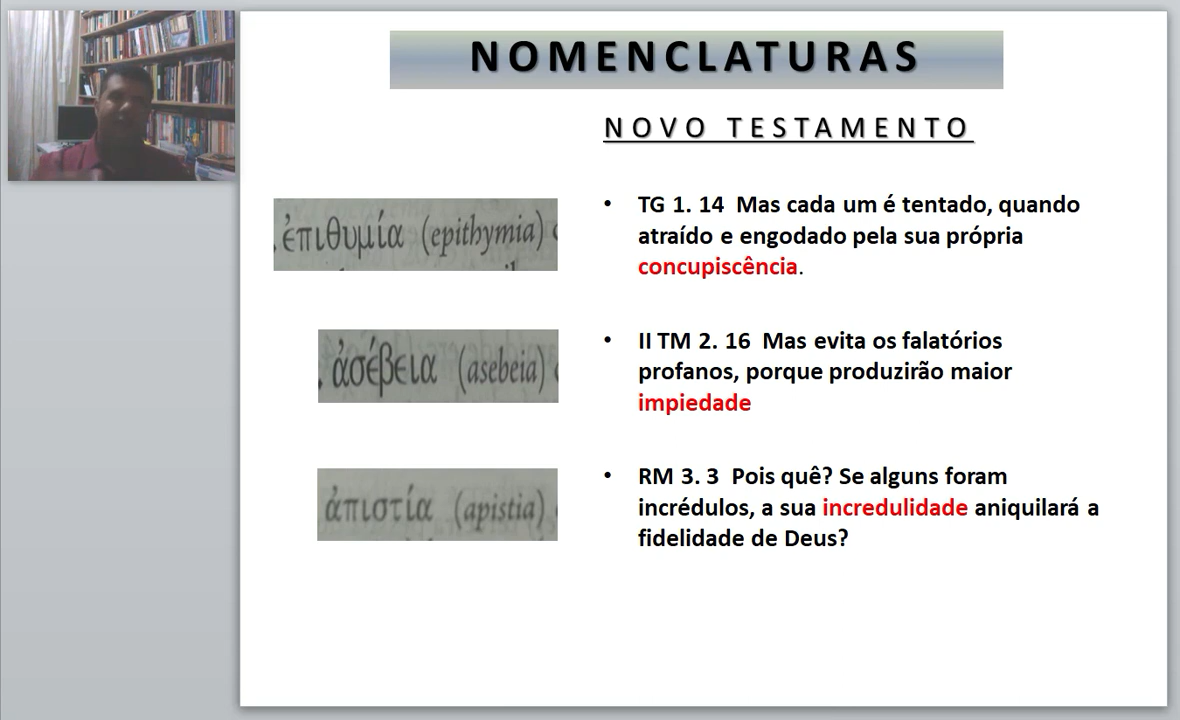 NOMENCLATURAS
NOVO TESTAMENTO
ἐπιθυμία (epithymia)
• TG 1. 14 Mas cada um é tentado, quando
atraído e engodado pela sua própria
concupiscência.
ἀσέβεια (asebeia)
• II TM 2. 16 Mas evita os falatórios
profanos, porque produzirão maior
impiedade
ἀπιστία (apistia)
• RM 3. 3 Pois quê? Se alguns foram
incrédulos, a sua incredulidade aniquilará a
fidelidade de Deus?